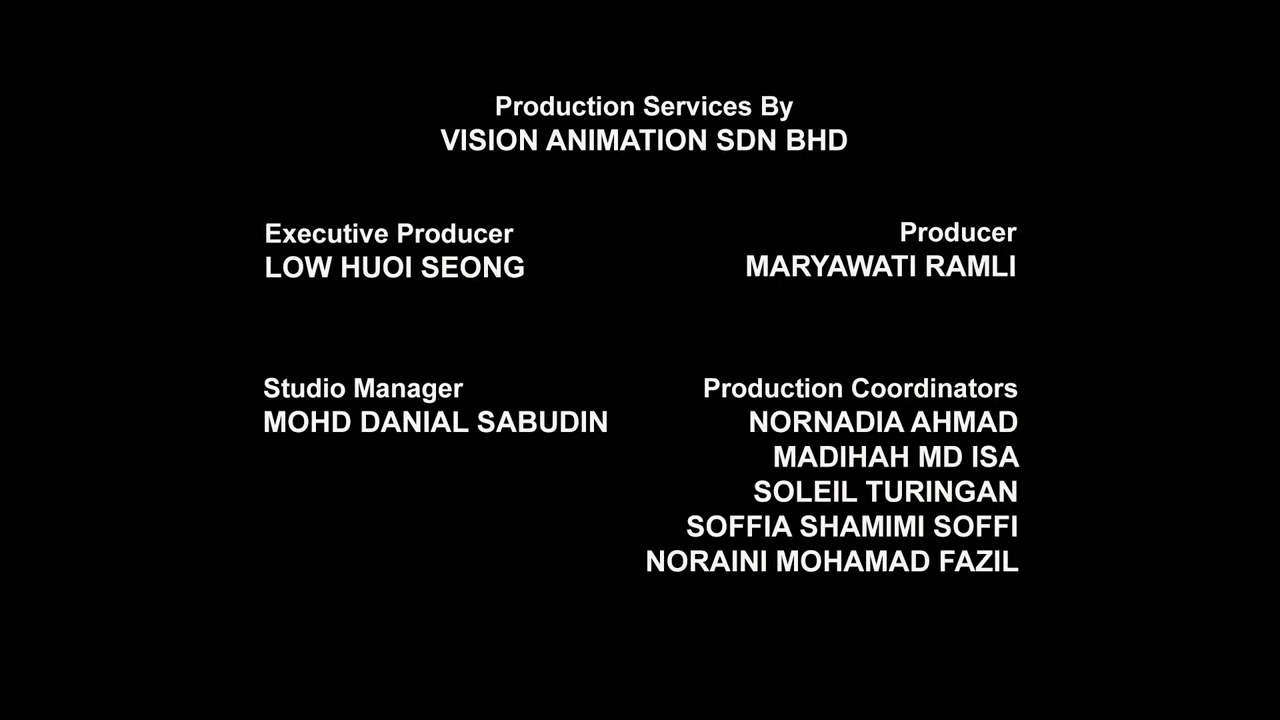 Production Services By
VISION ANIMATION SDN BHD
Executive Producer
LOW HUOI SEONG
Producer
MARYAWATI RAMLI
Studio Manager
MOHD DANIAL SABUDIN
Production Coordinators
NORNADIA AHMAD
MADIHAH MD ISA
SOLEIL TURINGAN
SOFFIA SHAMIMI SOFFI
NORAINI MOHAMAD FAZIL